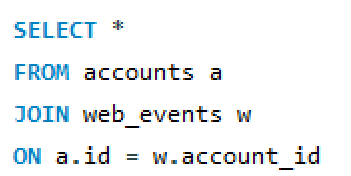 SELECT *
FROM accounts a
JOIN web_events w
ON a.id = w.account_id